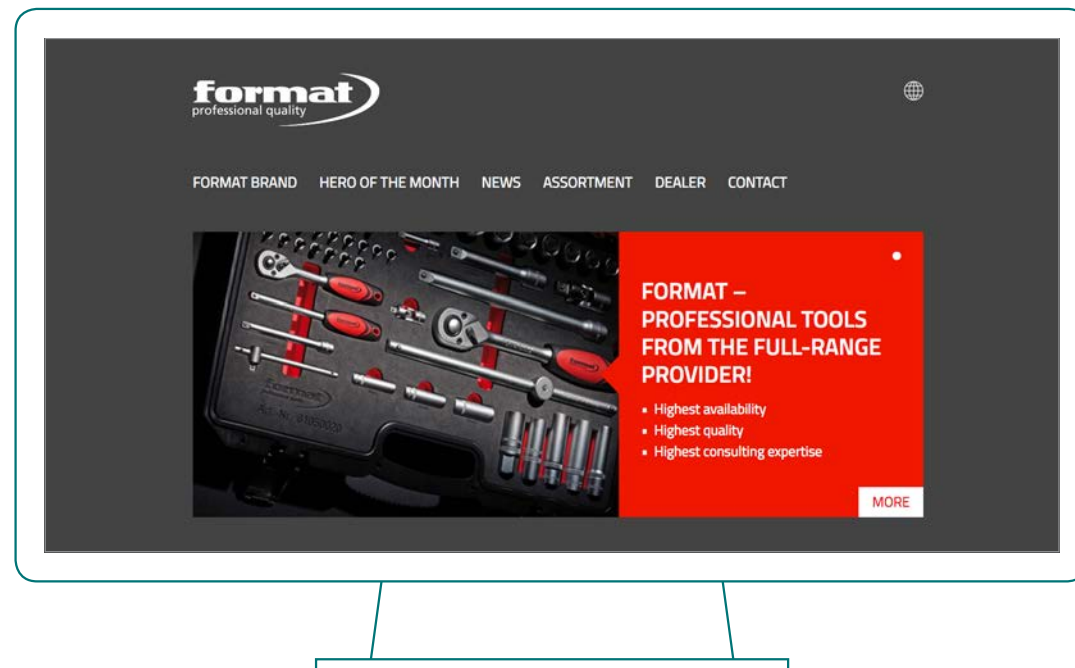 format
professional quality
FORMAT BRAND HERO OF THE MONTH NEWS ASSORTMENT DEALER CONTACT
FORMAT –
PROFESSIONAL TOOLS
FROM THE FULL-RANGE
PROVIDER!
▪ Highest availability
▪ Highest quality
▪ Highest consulting expertise
MORE
format